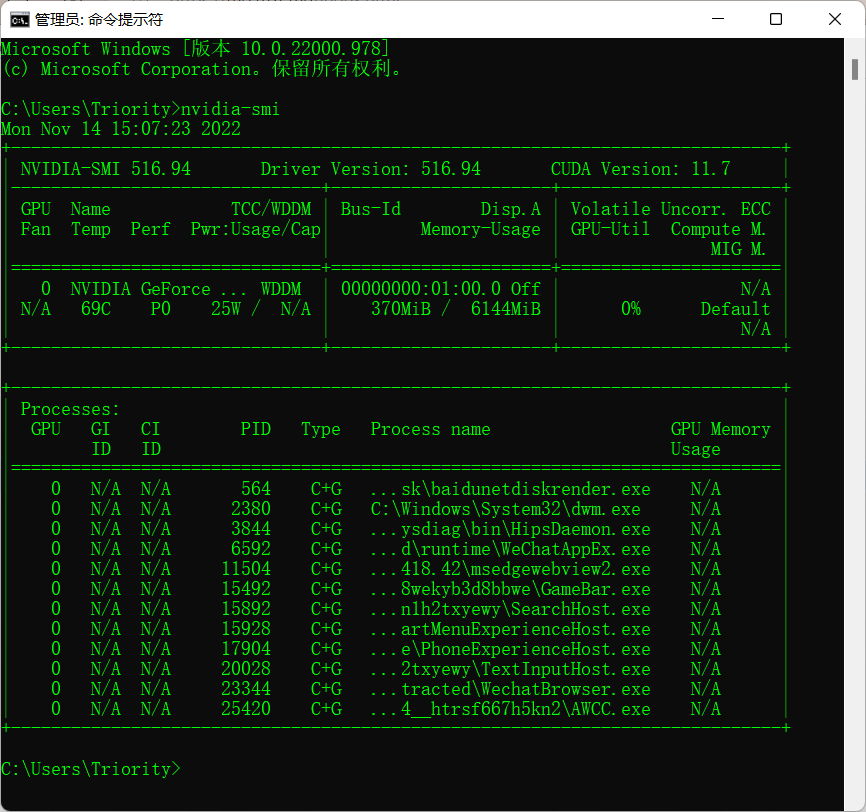 管理员: 命令提示符
Microsoft Windows [版本 10.0.22000.978]
(c) Microsoft Corporation。保留所有权利。
C:\Users\Triority>nvidia-smi
Mon Nov 14 15:07:23 2022
NVIDIA-SMI 516.94 Driver Version: 516.94 CUDA Version: 11.7
GPU Name TCC/WDDM | Bus-Id Disp.A | Volatile Uncorr. ECC
Fan Temp Perf Pwr:Usage/Cap | Memory-Usage | GPU-Util Compute M.
MIG M.
0 NVIDIA GeForce ... WDDM | 00000000:01:00.0 Off | N/A
N/A 69C P0 25W / N/A | 370MiB / 6144MiB | 0% Default
N/A
Processes:
GPU GI CI PID Type Process name GPU Memory
ID ID Usage
0 N/A N/A 564 C+G ...sk\baidunetdiskrender.exe N/A
0 N/A N/A 2380 C+G C:\Windows\System32\dwm.exe N/A
0 N/A N/A 3844 C+G ...ysdiag\bin\HipsDaemon.exe N/A
0 N/A N/A 6592 C+G ...d\runtime\WeChatAppEx.exe N/A
0 N/A N/A 11504 C+G ...418.42\msedgewebview2.exe N/A
0 N/A N/A 15492 C+G ...8wekyb3d8bbwe\GameBar.exe N/A
0 N/A N/A 15892 C+G ...n1h2txyewy\SearchHost.exe N/A
0 N/A N/A 15928 C+G ...artMenuExperienceHost.exe N/A
0 N/A N/A 17904 C+G ...e\PhoneExperienceHost.exe N/A
0 N/A N/A 20028 C+G ...2txyewy\TextInputHost.exe N/A
0 N/A N/A 23344 C+G ...tracted\WechatBrowser.exe N/A
0 N/A N/A 25420 C+G ...4__htrsf667h5kn2\AWCC.exe N/A
C:\Users\Triority>